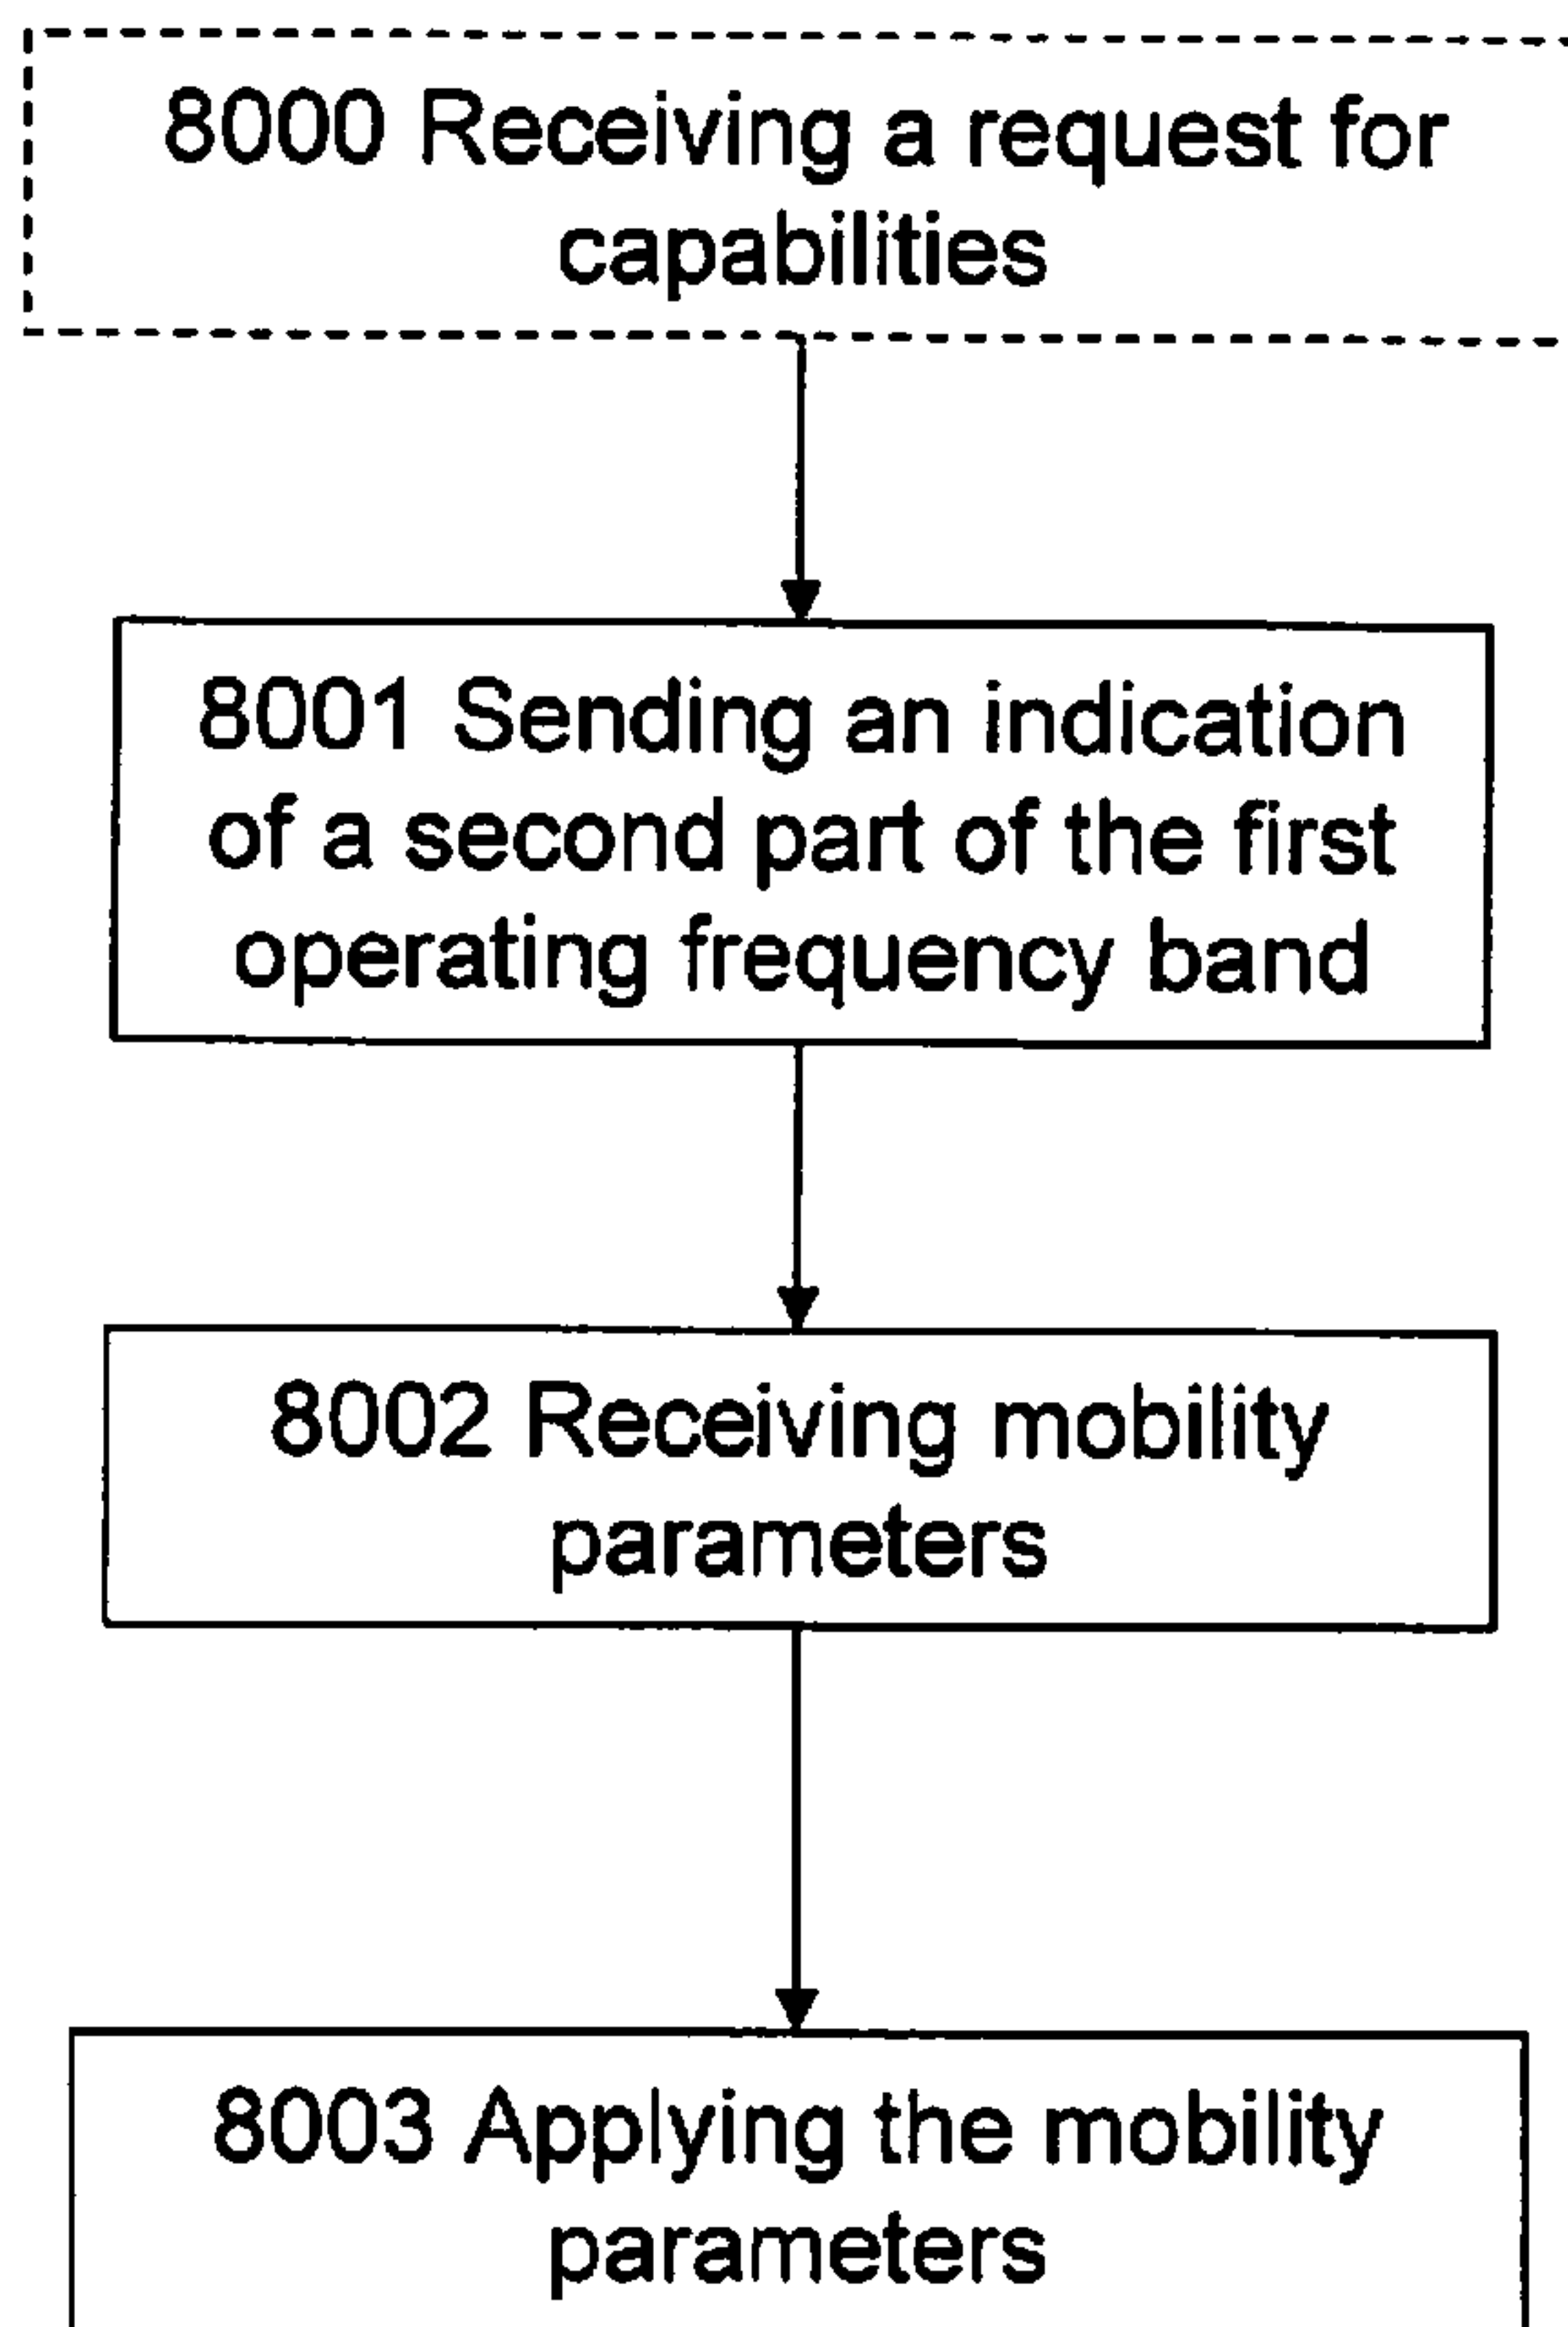 8000 Receiving a request for
capabilities
8001 Sending an indication
of a second part of the first
operating frequency band
8002 Receiving mobility
parameters
8003 Applying the mobility
parameters